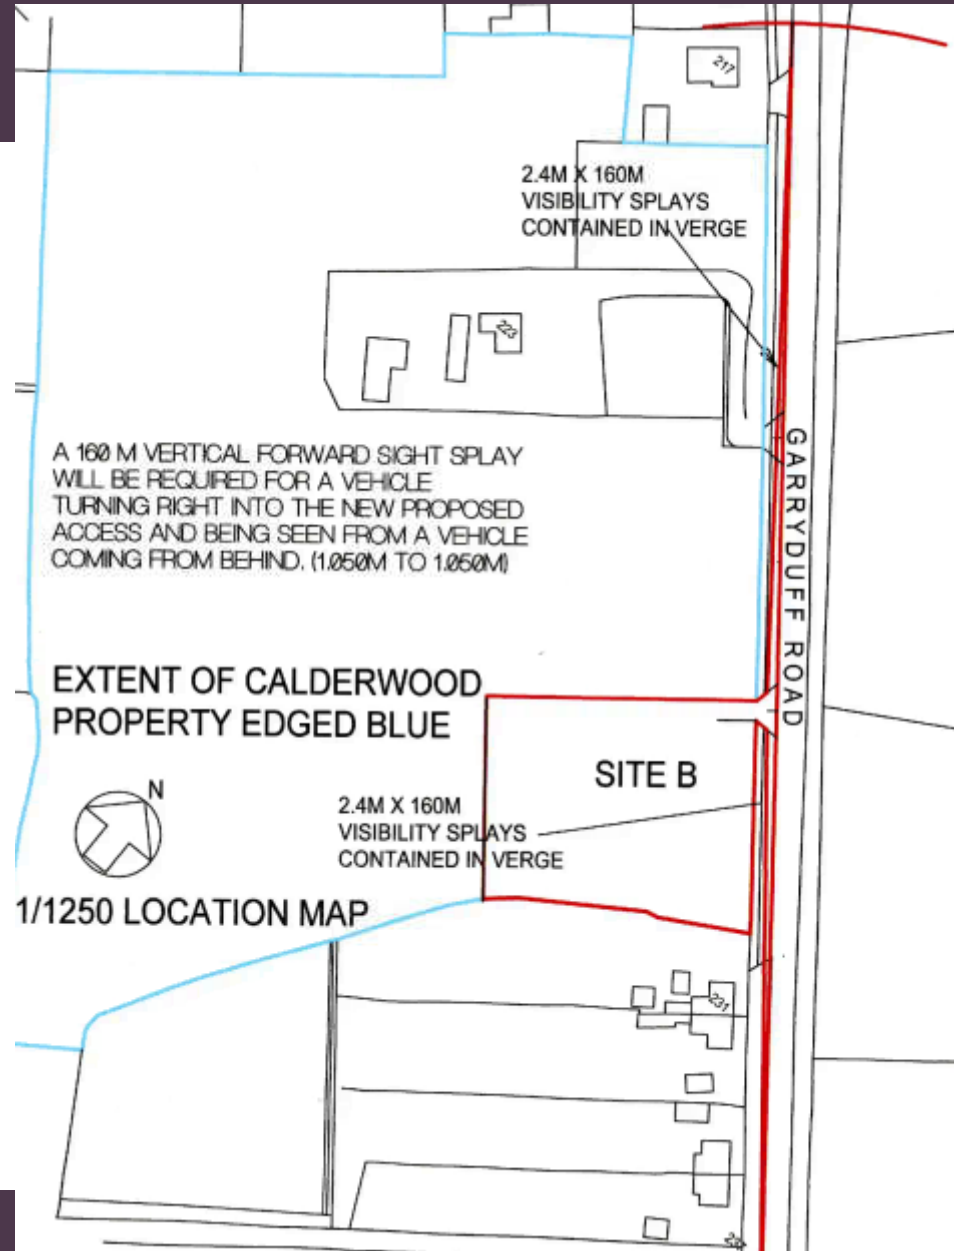 217
2.4M X 160M
VISIBILITY SPLAYS
CONTAINED IN VERGE
223
GARRYDUFF ROAD
A 160 M VERTICAL FORWARD SIGHT SPLAY
WILL BE REQUIRED FOR A VEHICLE
TURNING RIGHT INTO THE NEW PROPOSED
ACCESS AND BEING SEEN FROM A VEHICLE
COMING FROM BEHIND. (1.050M TO 1.050M)
EXTENT OF CALDERWOOD
PROPERTY EDGED BLUE
SITE B
N
2.4M X 160M
VISIBILITY SPLAYS
CONTAINED IN VERGE
1/1250 LOCATION MAP
231